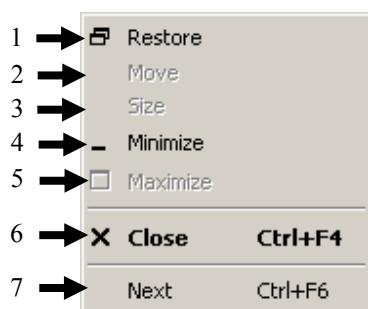 1 Restore
2 Move
3 Size
4 Minimize
5 Maximize
6 Close Ctrl+F4
7 Next Ctrl+F6